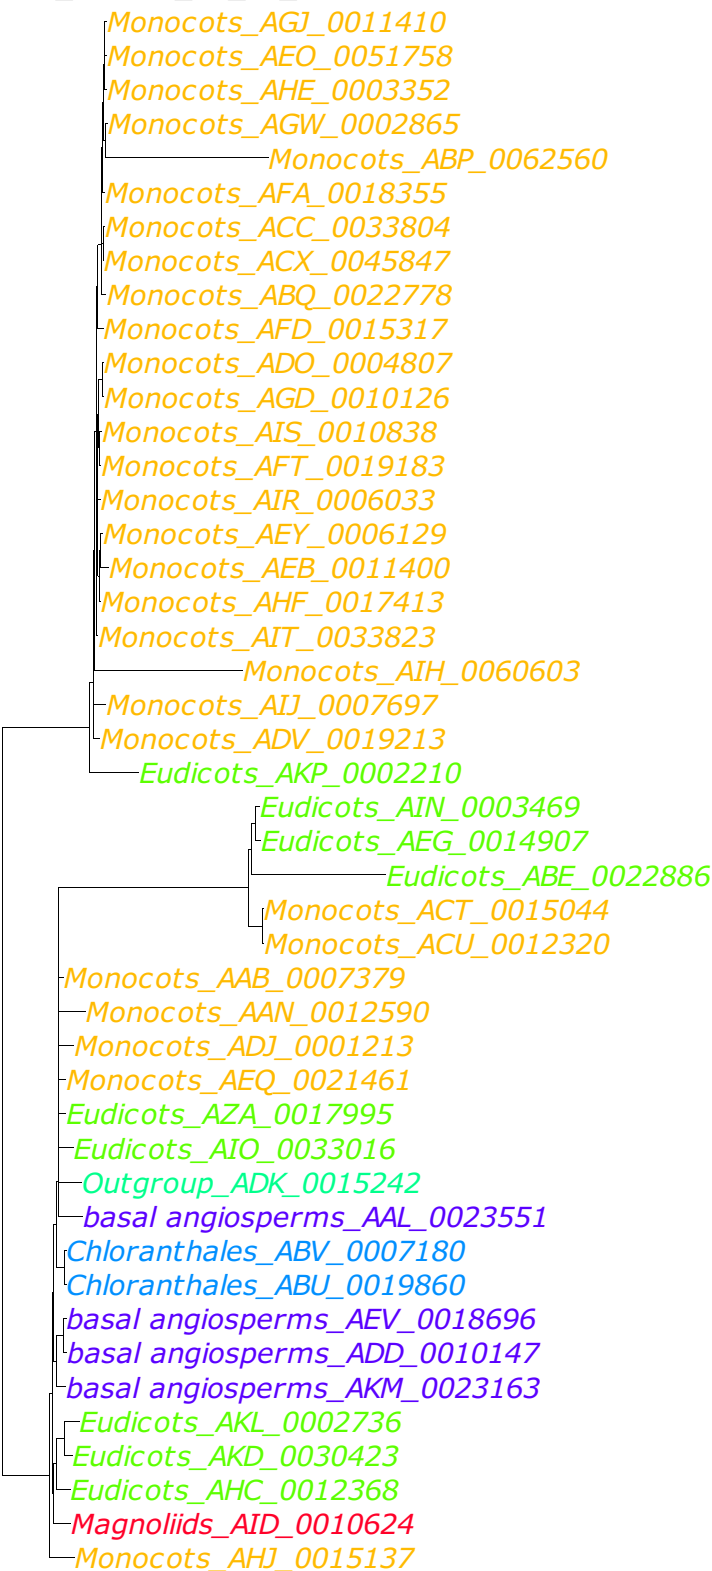 Monocots_AGJ_0011410
Monocots_AEO_0051758
Monocots_AHE_0003352
Monocots_AGW_0002865
Monocots_ABP_0062560
Monocots_AFA_0018355
Monocots_ACC_0033804
Monocots_ACX_0045847
Monocots_ABQ_0022778
Monocots_AFD_0015317
Monocots_ADO_0004807
Monocots_AGD_0010126
Monocots_AIS_0010838
Monocots_AFT_0019183
Monocots_AIR_0006033
Monocots_AEY_0006129
Monocots_AEB_0011400
Monocots_AHF_0017413
Monocots_AIT_0033823
Monocots_AIH_0060603
Monocots_AIJ_0007697
Monocots_ADV_0019213
Eudicots_AKP_0002210
Eudicots_AIN_0003469
Eudicots_AEG_0014907
Eudicots_ABE_0022886
Monocots_ACT_0015044
Monocots_ACU_0012320
Monocots_AAB_0007379
Monocots_AAN_0012590
Monocots_ADJ_0001213
Monocots_AEQ_0021461
Eudicots_AZA_0017995
Eudicots_AIO_0033016
Outgroup_ADK_0015242
basal angiosperms_AAL_0023551
Chloranthales_ABV_0007180
Chloranthales_ABU_0019860
basal angiosperms_AEV_0018696
basal angiosperms_ADD_0010147
basal angiosperms_AKM_0023163
Eudicots_AKL_0002736
Eudicots_AKD_0030423
Eudicots_AHC_0012368
Magnoliids_AID_0010624
Monocots_AHJ_0015137